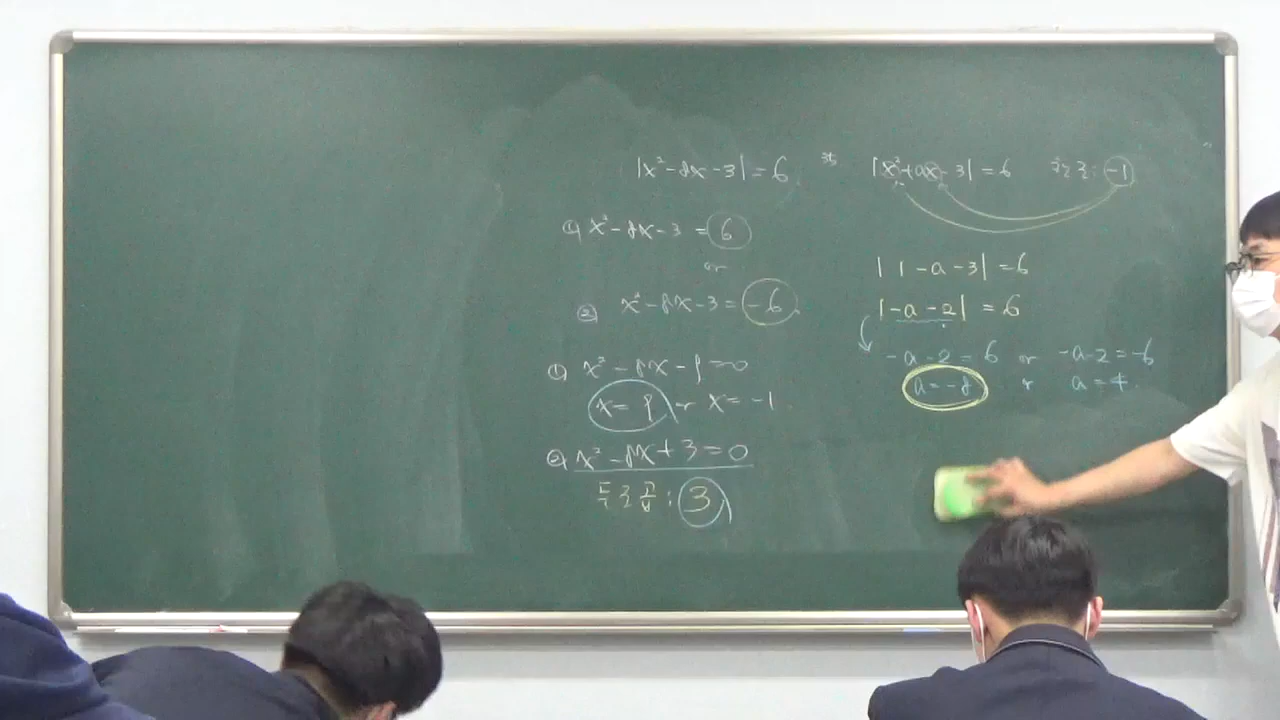 |x²-8x-3|=6
① x²-8x-3 = 6
or
② x²-8x-3=-6
① x²-8x-9=0
x=9 or x=-1
② x²-8x+3=0
두근곱 : 3
|x²+ax-3|=6 한근: -1
|1-a-3|=6
|-a-2|=6
-a-2=6 or -a-2=-6
a=-8 or a=4.